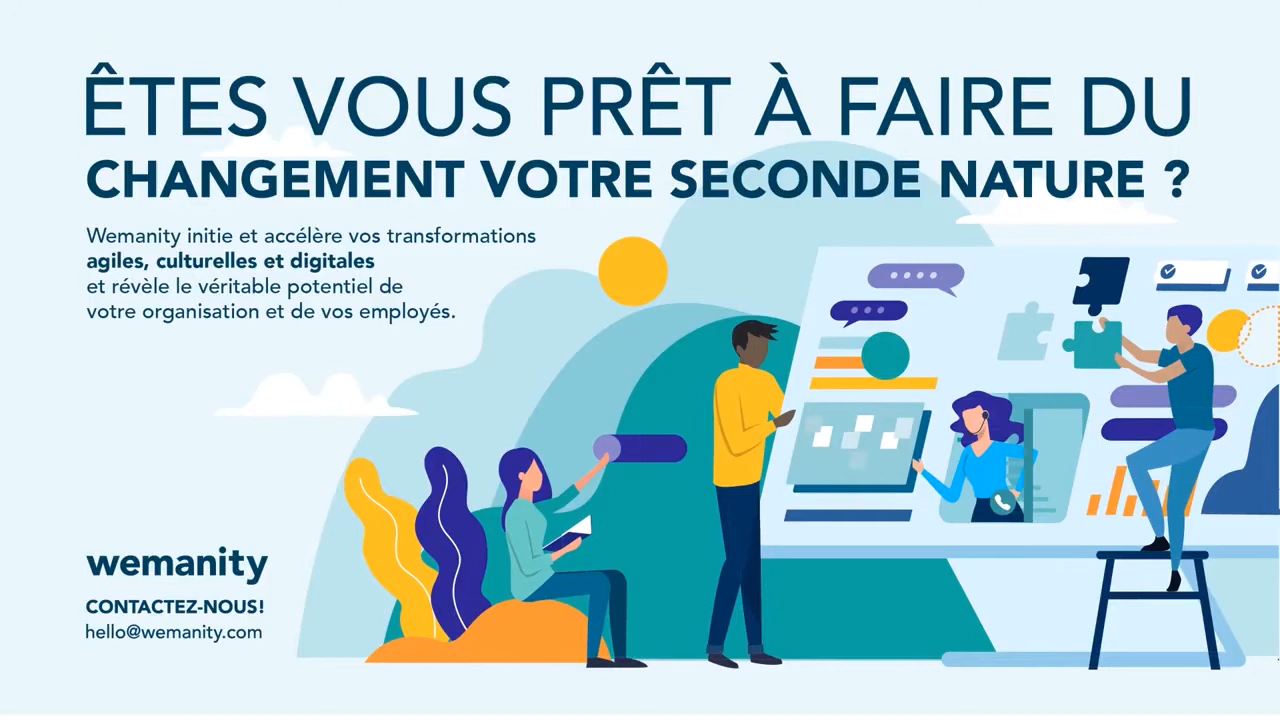 ÊTES VOUS PRÊT À FAIRE DU
CHANGEMENT VOTRE SECONDE NATURE ?
Wemanity initie et accélère vos transformations
agiles, culturelles et digitales
et révèle le véritable potentiel de
votre organisation et de vos employés.
wemanity
CONTACTEZ-NOUS!
hello@wemanity.com